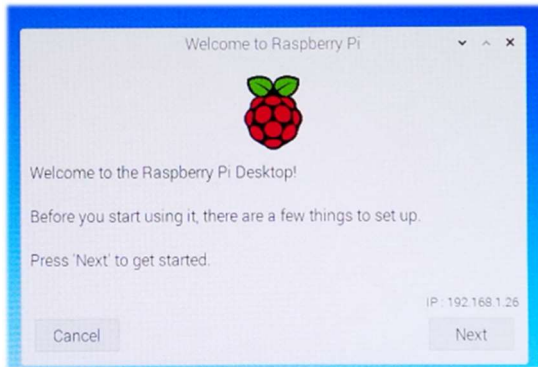 Welcome to Raspberry Pi
Welcome to the Raspberry Pi Desktop!
Before you start using it, there are a few things to set up.
Press 'Next' to get started.
IP : 192.168.1.26
Cancel
Next